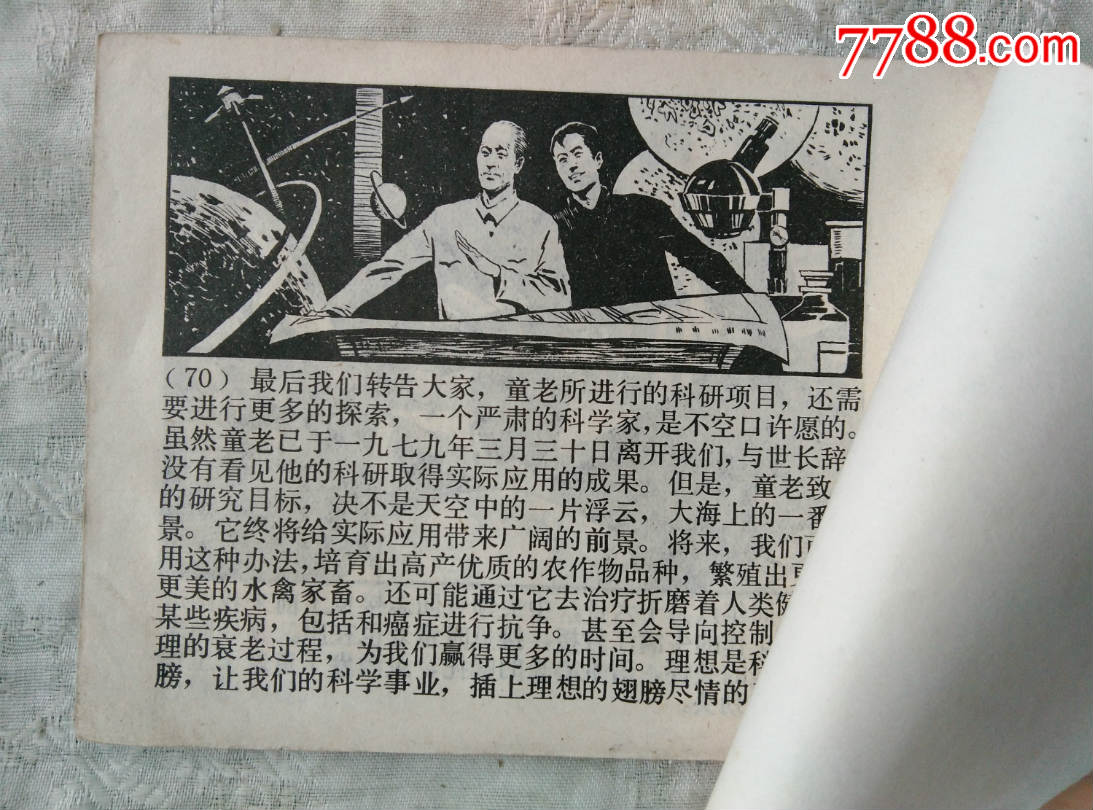 7788.com
（70）最后我们转告大家，童老所进行的科研项目，还需
要进行更多的探索，一个严肃的科学家，是不空口许愿的。
虽然童老已于一九七九年三月三十日离开我们，与世长辞，
没有看见他的科研取得实际应用的成果。但是，童老致
的研究目标，决不是天空中的一片浮云，大海上的一番
景。它终将给实际应用带来广阔的前景。将来，我们
用这种办法，培育出高产优质的农作物品种，繁殖出
更美的水禽家畜。还可能通过它去治疗折磨着人类
某些疾病，包括和癌症进行抗争。甚至会导向控制
理的衰老过程，为我们赢得更多的时间。理想是
膀，让我们的科学事业，插上理想的翅膀尽情的